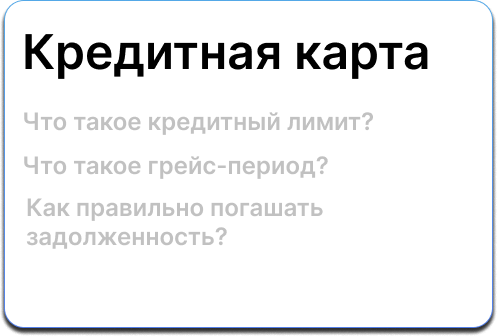 Кредитная карта
Что такое кредитный лимит?
Что такое грейс-период?
Как правильно погашать
задолженность?